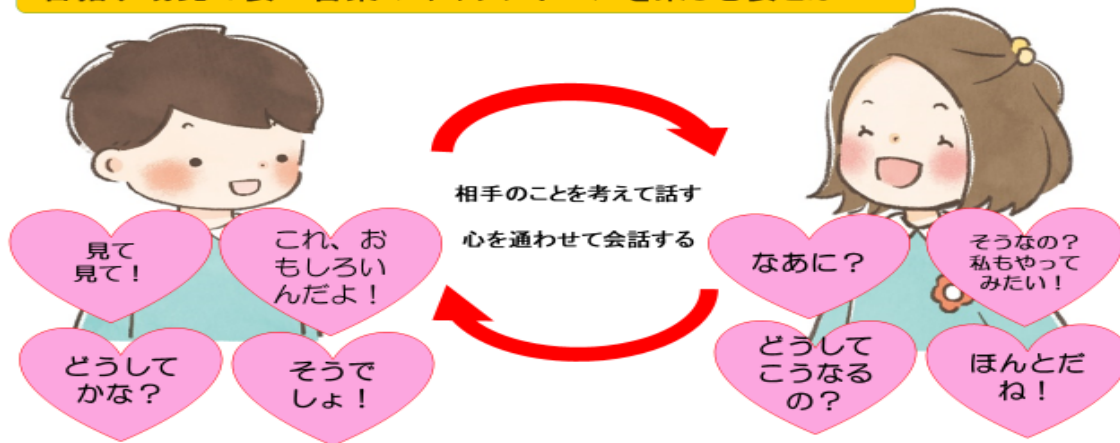 相手のことを考えて話す
心を通わせて会話する
見て
見て！
これ、お
もしろい
んだよ！
どうして
かな？
そうで
しょ！
なあに？
そうなの？
私もやって
みたい！
どうして
こうなる
の？
ほんとだ
ね！